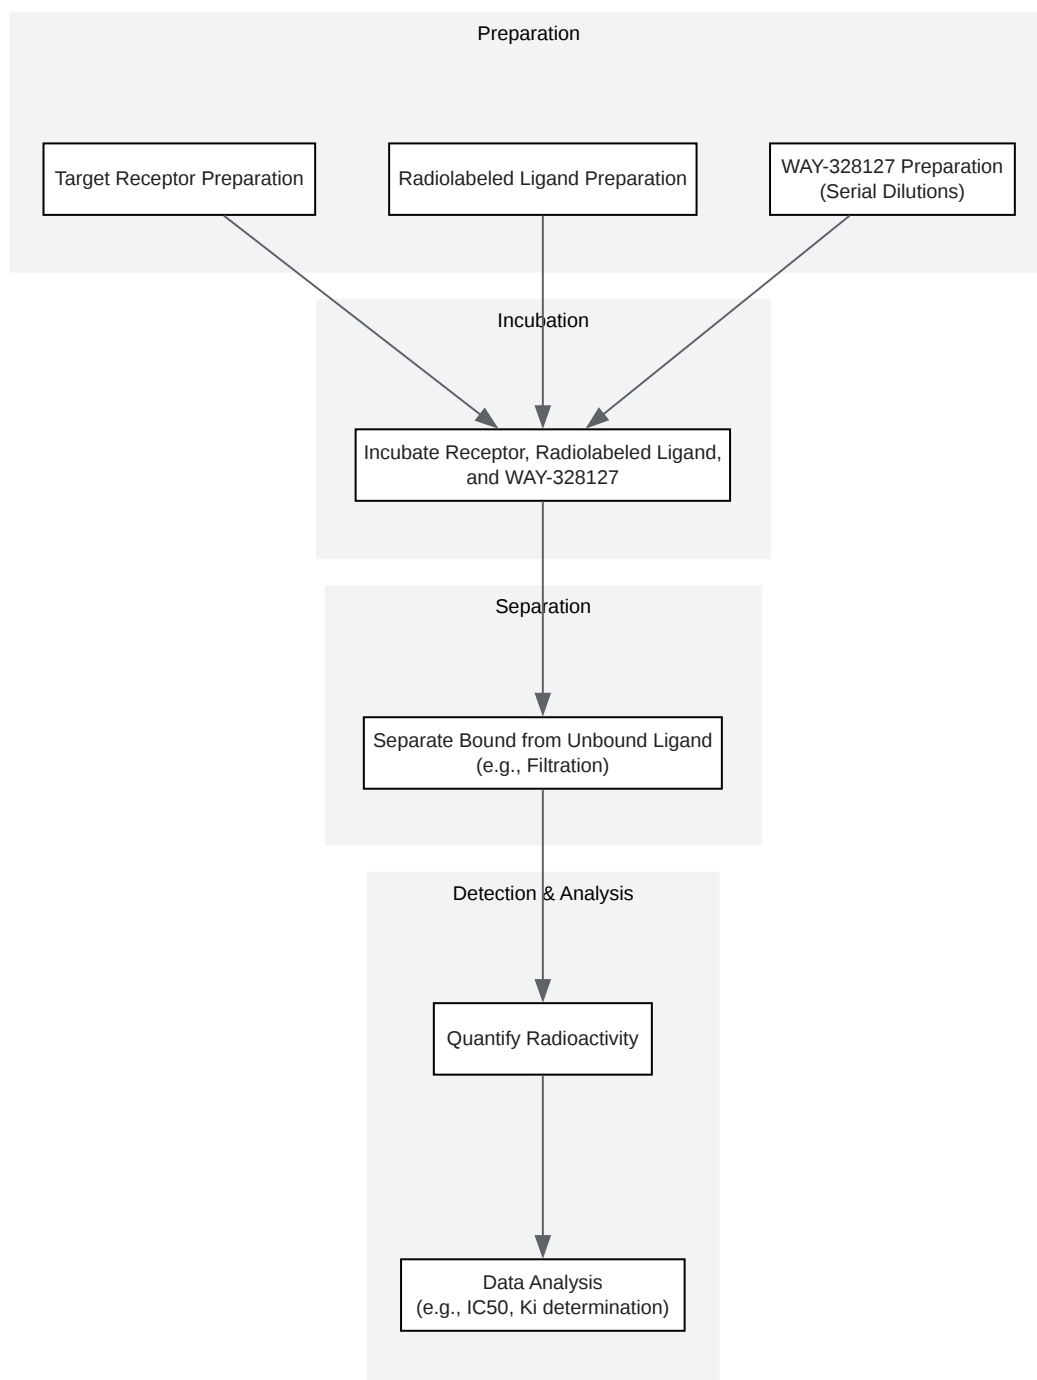 Preparation
Target Receptor Preparation
Radiolabeled Ligand Preparation
WAY-328127 Preparation
(Serial Dilutions)
Incubation
Incubate Receptor, Radiolabeled Ligand,
and WAY-328127
Separation
Separate Bound from Unbound Ligand
(e.g., Filtration)
Detection & Analysis
Quantify Radioactivity
Data Analysis
(e.g., IC50, Ki determination)